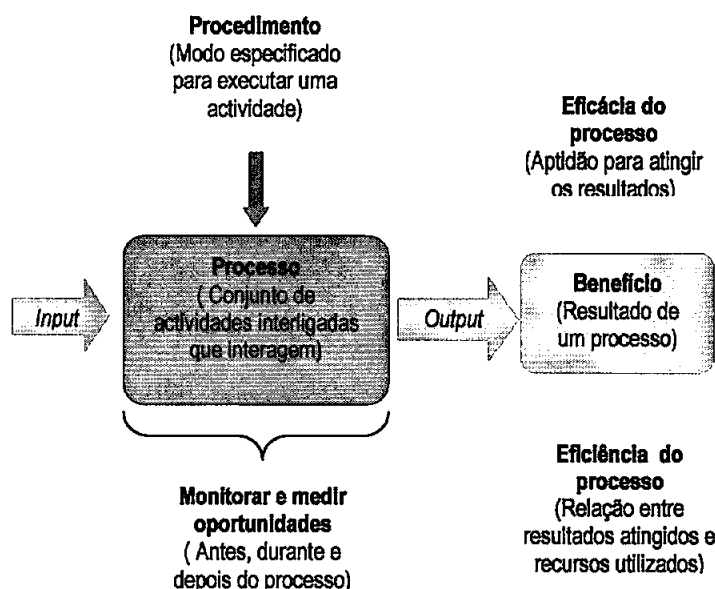 Procedimento
(Modo especificado
para executar uma
actividade)
Eficácia do
processo
(Aptidão para atingir
os resultados)
Processo
( Conjunto de
actividades interligadas
que interagem)
Input
Output
Benefício
(Resultado de
um processo)
Monitorar e medir
oportunidades
( Antes, durante e
depois do processo)
Eficiência do
processo
(Relação entre
resultados atingidos e
recursos utilizados)